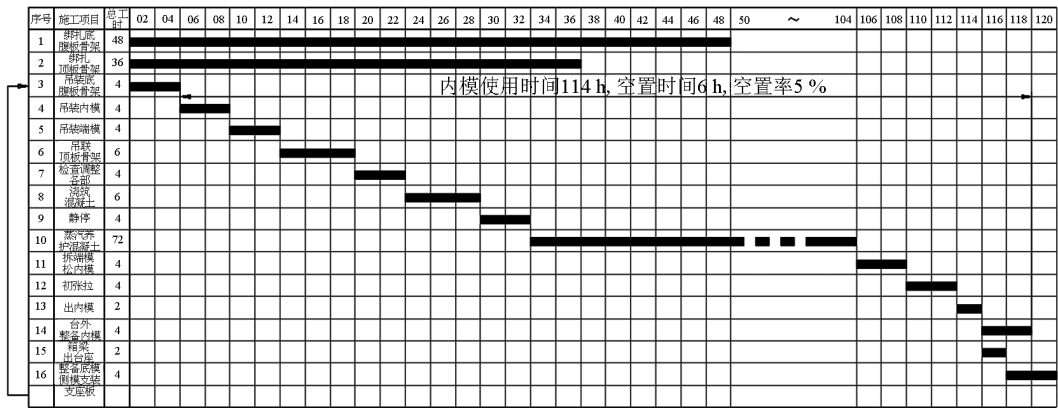 序号 施工项目 总工时 02 04 06 08 10 12 14 16 18 20 22 24 26 28 30 32 34 36 38 40 42 44 46 48 50 ～ 104 106 108 110 112 114 116 118 120
1 绑扎底腹板骨架 48
2 绑扎顶板骨架 36
3 吊装底腹板骨架 4
内模使用时间114 h, 空置时间6 h, 空置率5 %
4 吊装内模 4
5 吊装端模 4
6 吊联顶板骨架 6
7 检查调整各部 4
8 浇筑混凝土 6
9 静停 4
10 蒸汽养护混凝土 72
11 拆端模松内模 4
12 初张拉 4
13 出内模 2
14 台外整备内模 4
15 箱梁出台座 2
16 整备底模侧模支装 4
支座板